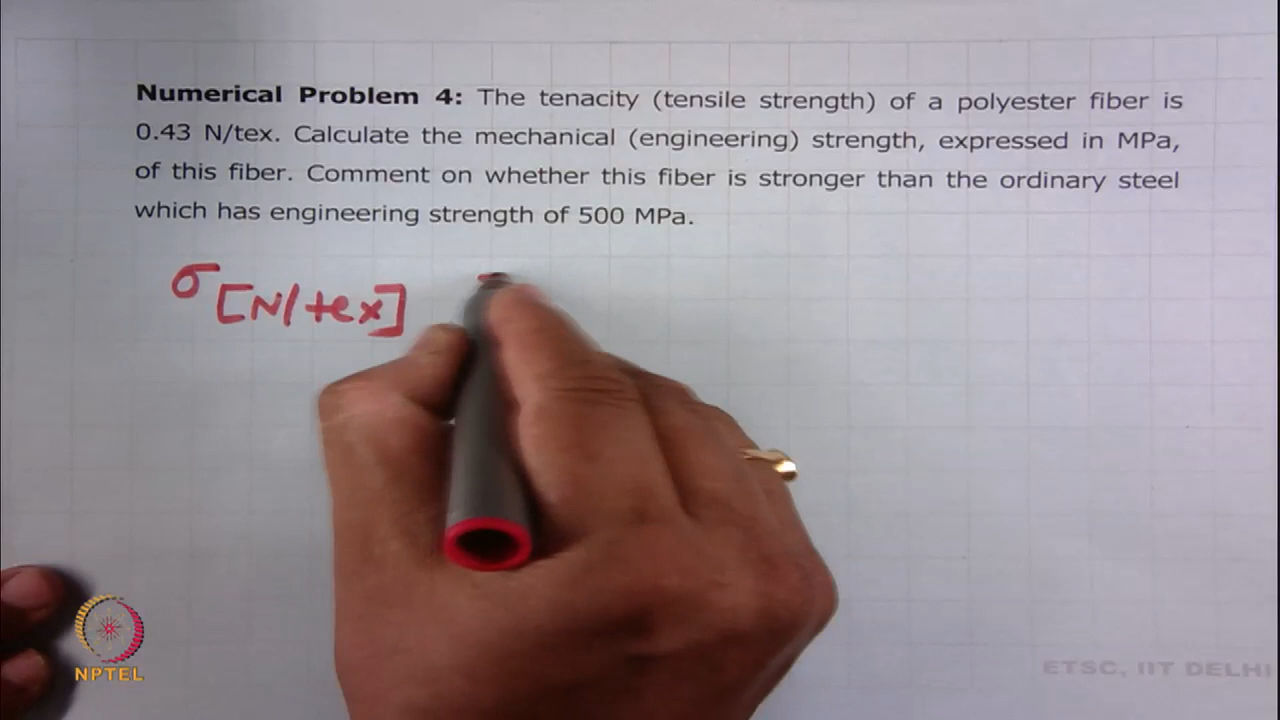 Numerical Problem 4: The tenacity (tensile strength) of a polyester fiber is
0.43 N/tex. Calculate the mechanical (engineering) strength, expressed in MPa,
of this fiber. Comment on whether this fiber is stronger than the ordinary steel
which has engineering strength of 500 MPa.
σ [N/tex]
NPTEL
ETSC, IIT DELHI